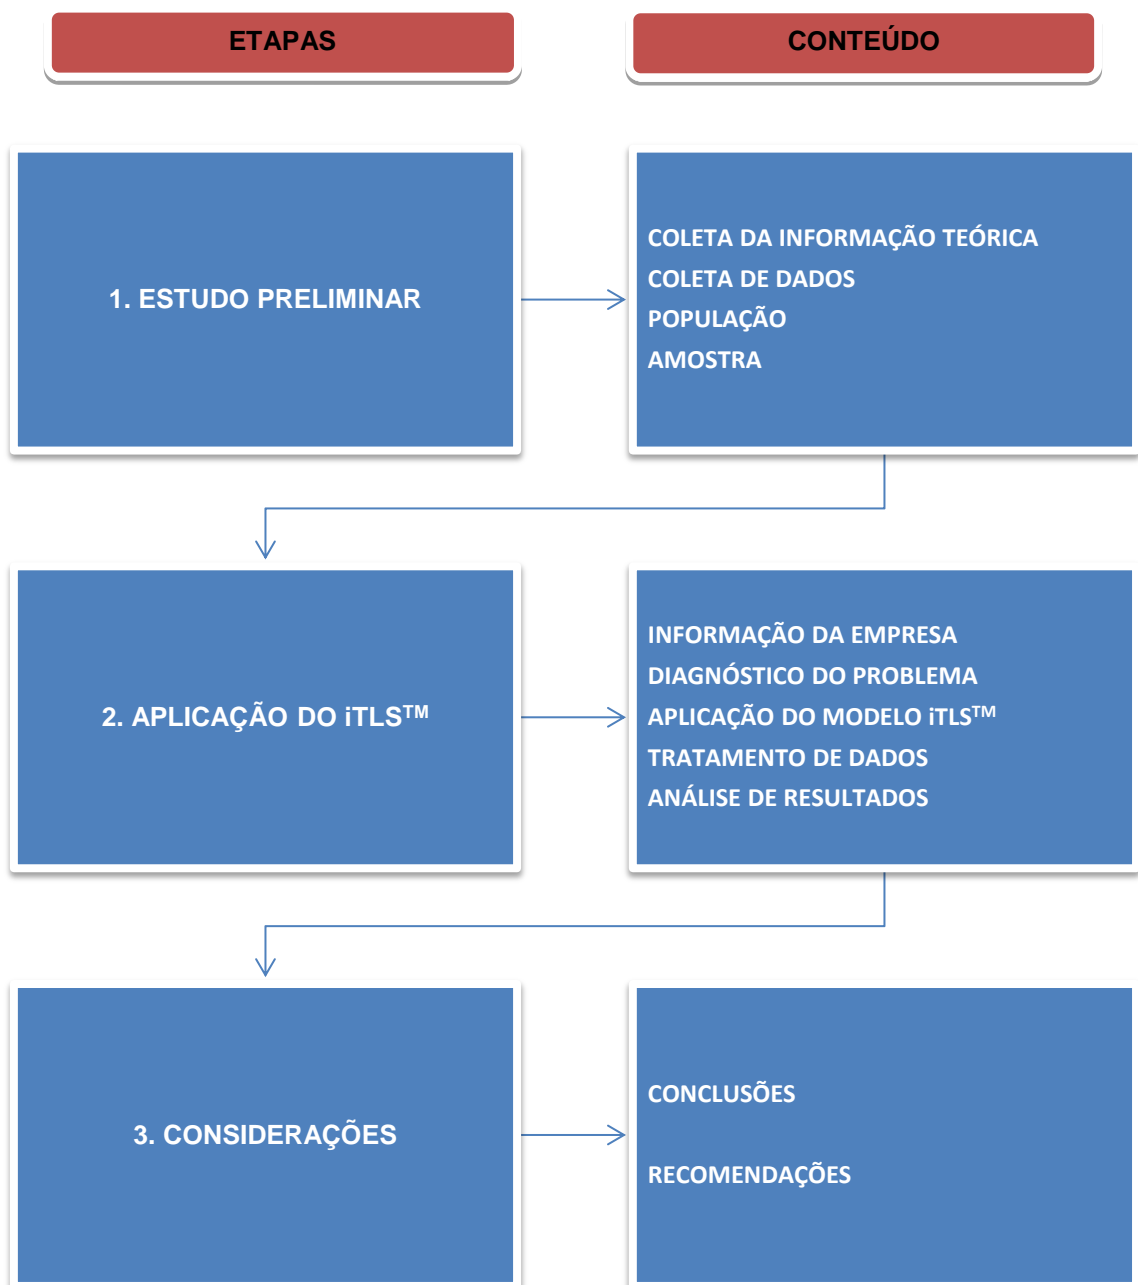 ETAPAS
CONTEÚDO
1. ESTUDO PRELIMINAR
COLETA DA INFORMAÇÃO TEÓRICA
COLETA DE DADOS
POPULAÇÃO
AMOSTRA
2. APLICAÇÃO DO iTLS™
INFORMAÇÃO DA EMPRESA
DIAGNÓSTICO DO PROBLEMA
APLICAÇÃO DO MODELO iTLS™
TRATAMENTO DE DADOS
ANÁLISE DE RESULTADOS
3. CONSIDERAÇÕES
CONCLUSÕES
RECOMENDAÇÕES